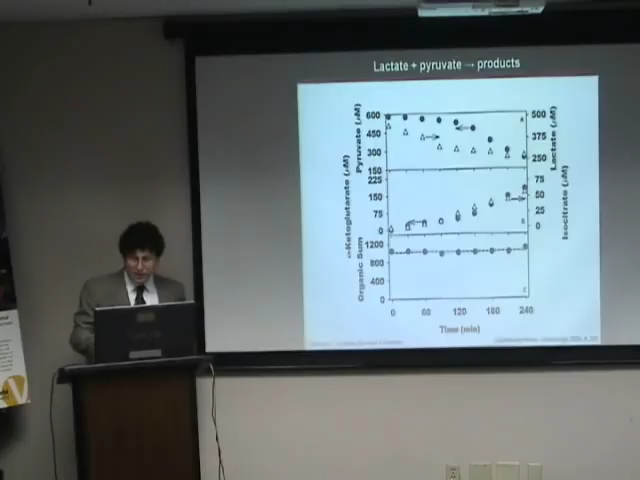 Lactate + pyruvate → products
Pyruvate (μM)
600
450
300
150
A
500
375
250
Lactate (μM)
α-Ketoglutarate (μM)
225
150
75
0
B
75
50
25
0
Isocitrate (μM)
Organic Sum
1200
800
400
0
0 60 120 180 240
Time (min)